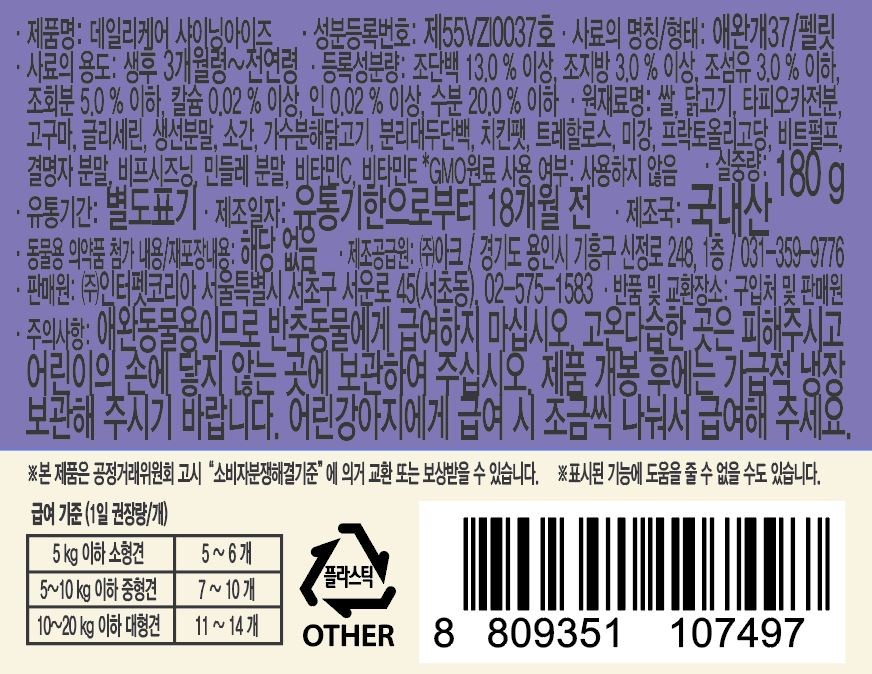 · 제품명: 데일리케어 샤이닝아이즈 · 성분등록번호: 제55VZI0037호 · 사료의 명칭/형태: 애완개37/펠릿
· 사료의 용도: 생후 3개월령~전연령 · 등록성분량: 조단백 13.0 % 이상, 조지방 3.0 % 이상, 조섬유 3.0 % 이하,
조회분 5.0 % 이하, 칼슘 0.02 % 이상, 인 0.02 % 이상, 수분 20.0 % 이하 · 원재료명: 쌀, 닭고기, 타피오카전분,
고구마, 글리세린, 생선분말, 소간, 가수분해닭고기, 분리대두단백, 치킨팻, 트레할로스, 미강, 프락토올리고당, 비트펄프,
결명자 분말, 비프시즈닝, 민들레 분말, 비타민C, 비타민E *GMO원료 사용 여부: 사용하지 않음 · 실중량: 180 g
· 유통기간: 별도표기 · 제조일자: 유통기한으로부터 18개월 전 · 제조국: 국내산
· 동물용 의약품 첨가 내용/재포장내용: 해당 없음 · 제조공급원: ㈜아크 / 경기도 용인시 기흥구 신정로 248, 1층 / 031-359-9776
· 판매원: ㈜인터펫코리아 서울특별시 서초구 서운로 45(서초동), 02-575-1583 · 반품 및 교환장소: 구입처 및 판매원
· 주의사항: 애완동물용이므로 반추동물에게 급여하지 마십시오. 고온다습한 곳은 피해주시고
어린이의 손에 닿지 않는 곳에 보관하여 주십시오. 제품 개봉 후에는 가급적 냉장
보관해 주시기 바랍니다. 어린강아지에게 급여 시 조금씩 나눠서 급여해 주세요.
※본 제품은 공정거래위원회 고시 "소비자분쟁해결기준"에 의거 교환 또는 보상받을 수 있습니다. ※표시된 기능에 도움을 줄 수 없을 수도 있습니다.
급여 기준 (1일 권장량/개)
5 kg 이하 소형견 5 ~ 6 개
5~10 kg 이하 중형견 7 ~ 10 개
10~20 kg 이하 대형견 11 ~ 14 개
플라스틱
OTHER
8 809351 107497